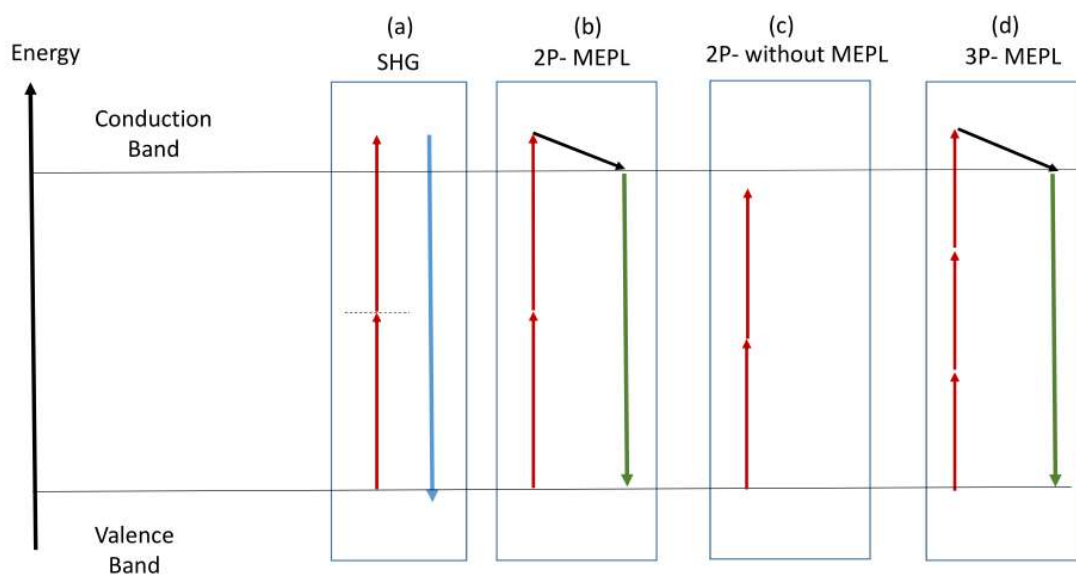 (a)
(b)
(c)
(d)
Energy
SHG
2P- MEPL
2P- without MEPL
3P- MEPL
Conduction
Band
Valence
Band